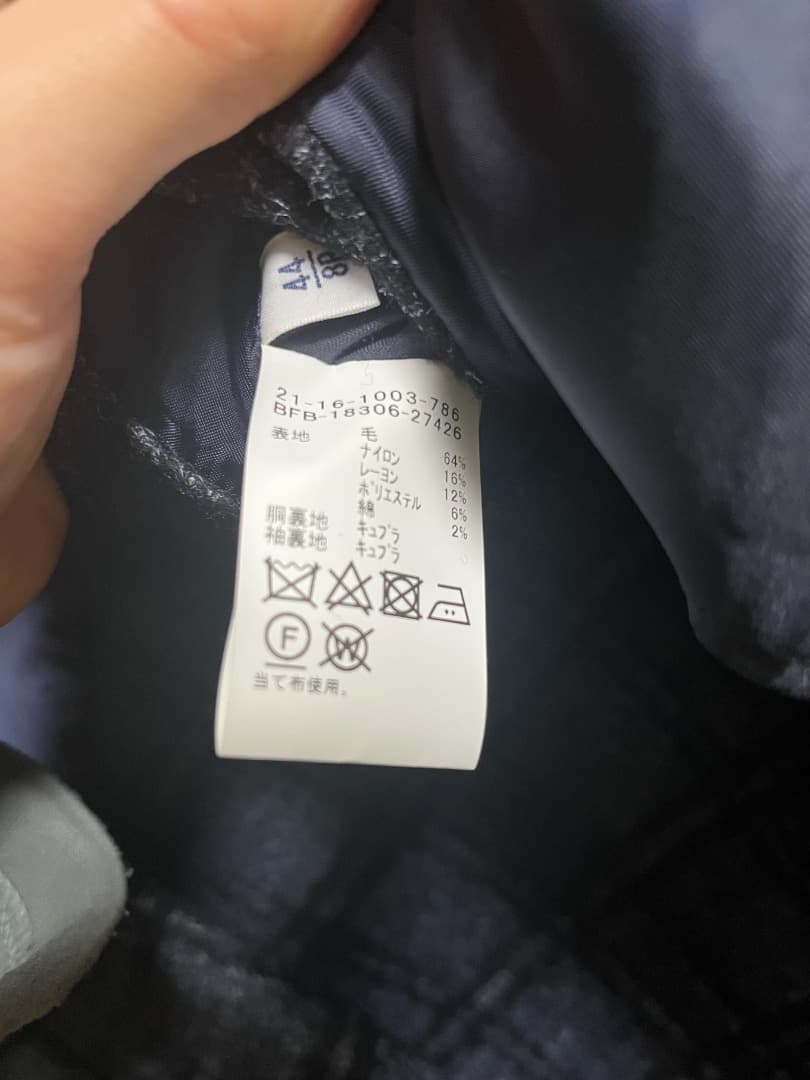 44
21-16-1003-786
BFB-18306-27426
表地 毛 64%
ナイロン 16%
レーヨン 12%
ポリエステル 6%
綿 2%
胴裏地 キュプラ
袖裏地 キュプラ
F
W
当て布使用。